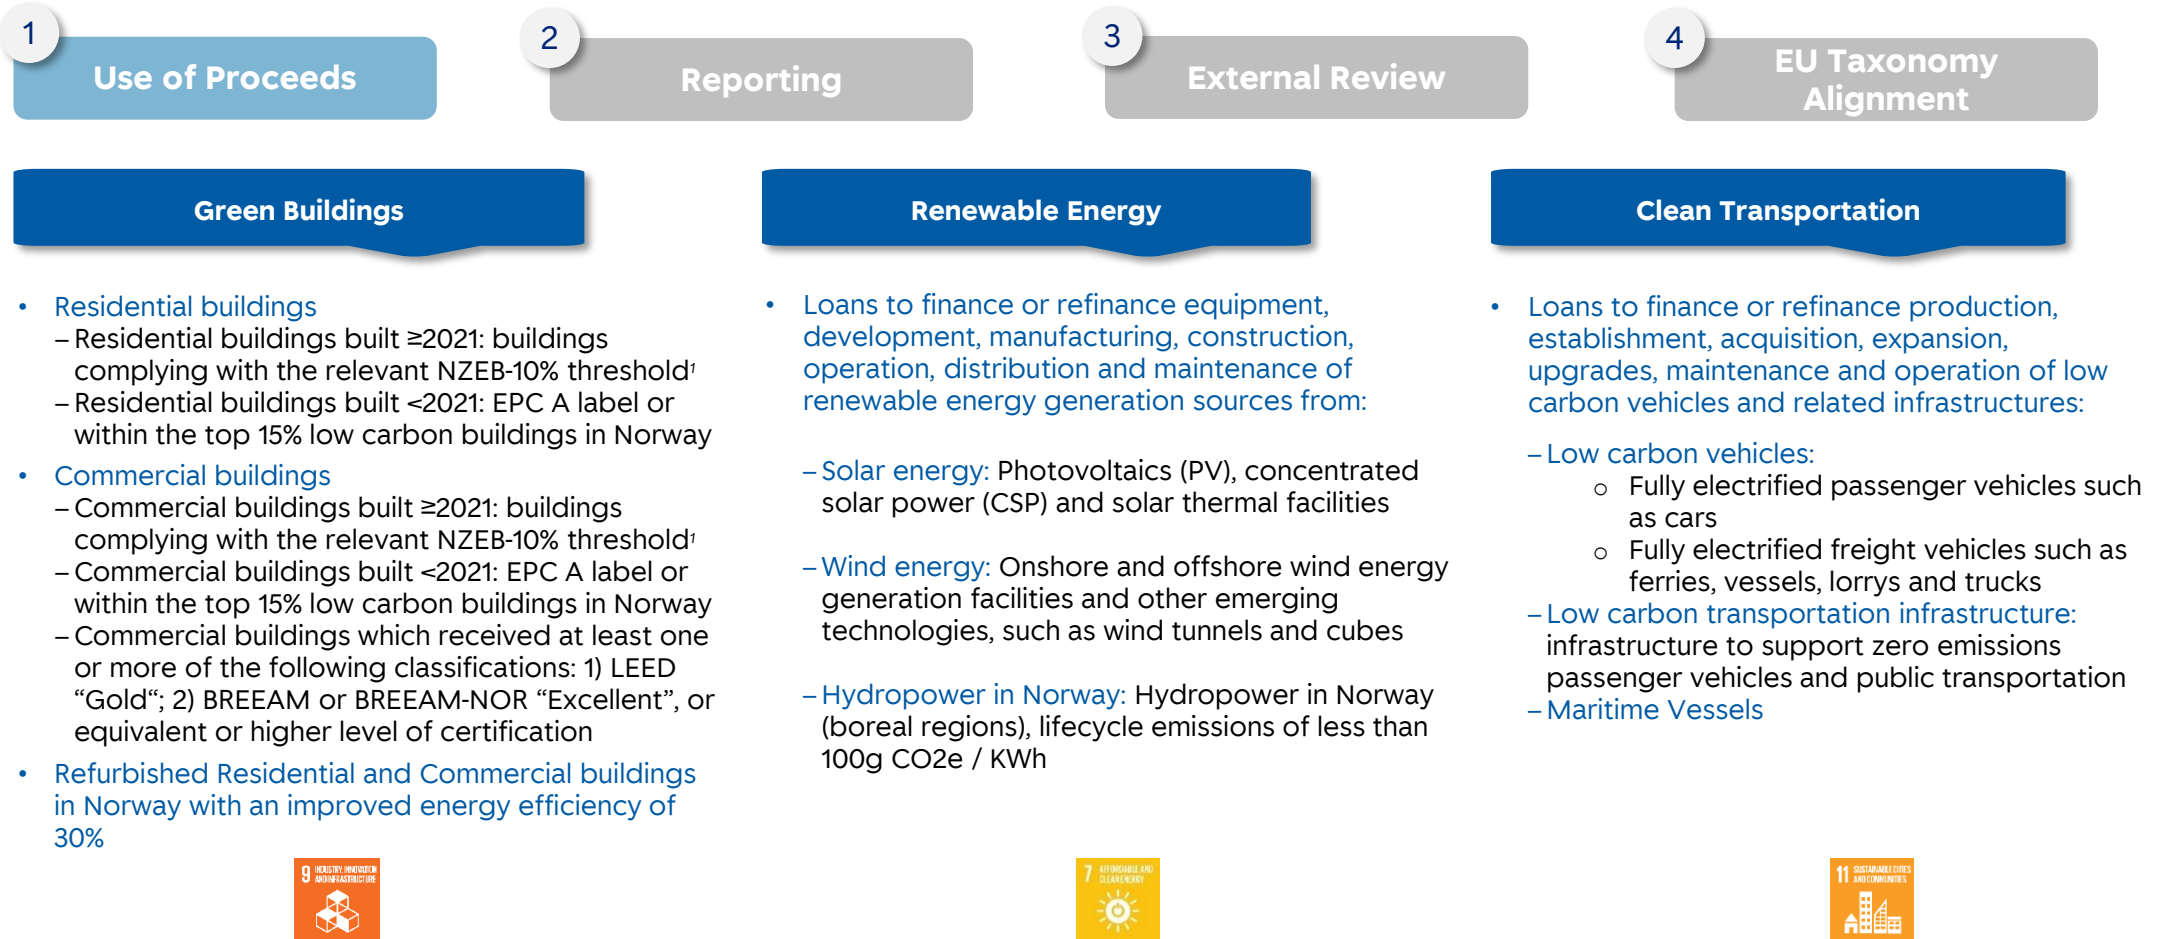 1
Use of Proceeds
2
Reporting
3
External Review
4
EU Taxonomy
Alignment
Green Buildings
• Residential buildings
– Residential buildings built ≥2021: buildings
complying with the relevant NZEB-10% threshold¹
– Residential buildings built <2021: EPC A label or
within the top 15% low carbon buildings in Norway
• Commercial buildings
– Commercial buildings built ≥2021: buildings
complying with the relevant NZEB-10% threshold¹
– Commercial buildings built <2021: EPC A label or
within the top 15% low carbon buildings in Norway
– Commercial buildings which received at least one
or more of the following classifications: 1) LEED
“Gold“; 2) BREEAM or BREEAM-NOR “Excellent”, or
equivalent or higher level of certification
• Refurbished Residential and Commercial buildings
in Norway with an improved energy efficiency of
30%
9 INDUSTRY, INNOVATION
AND INFRASTRUCTURE
Renewable Energy
• Loans to finance or refinance equipment,
development, manufacturing, construction,
operation, distribution and maintenance of
renewable energy generation sources from:
– Solar energy: Photovoltaics (PV), concentrated
solar power (CSP) and solar thermal facilities
– Wind energy: Onshore and offshore wind energy
generation facilities and other emerging
technologies, such as wind tunnels and cubes
– Hydropower in Norway: Hydropower in Norway
(boreal regions), lifecycle emissions of less than
100g CO2e / KWh
7 AFFORDABLE AND
CLEAN ENERGY
Clean Transportation
• Loans to finance or refinance production,
establishment, acquisition, expansion,
upgrades, maintenance and operation of low
carbon vehicles and related infrastructures:
– Low carbon vehicles:
o Fully electrified passenger vehicles such
as cars
o Fully electrified freight vehicles such as
ferries, vessels, lorrys and trucks
– Low carbon transportation infrastructure:
infrastructure to support zero emissions
passenger vehicles and public transportation
– Maritime Vessels
11 SUSTAINABLE CITIES
AND COMMUNITIES